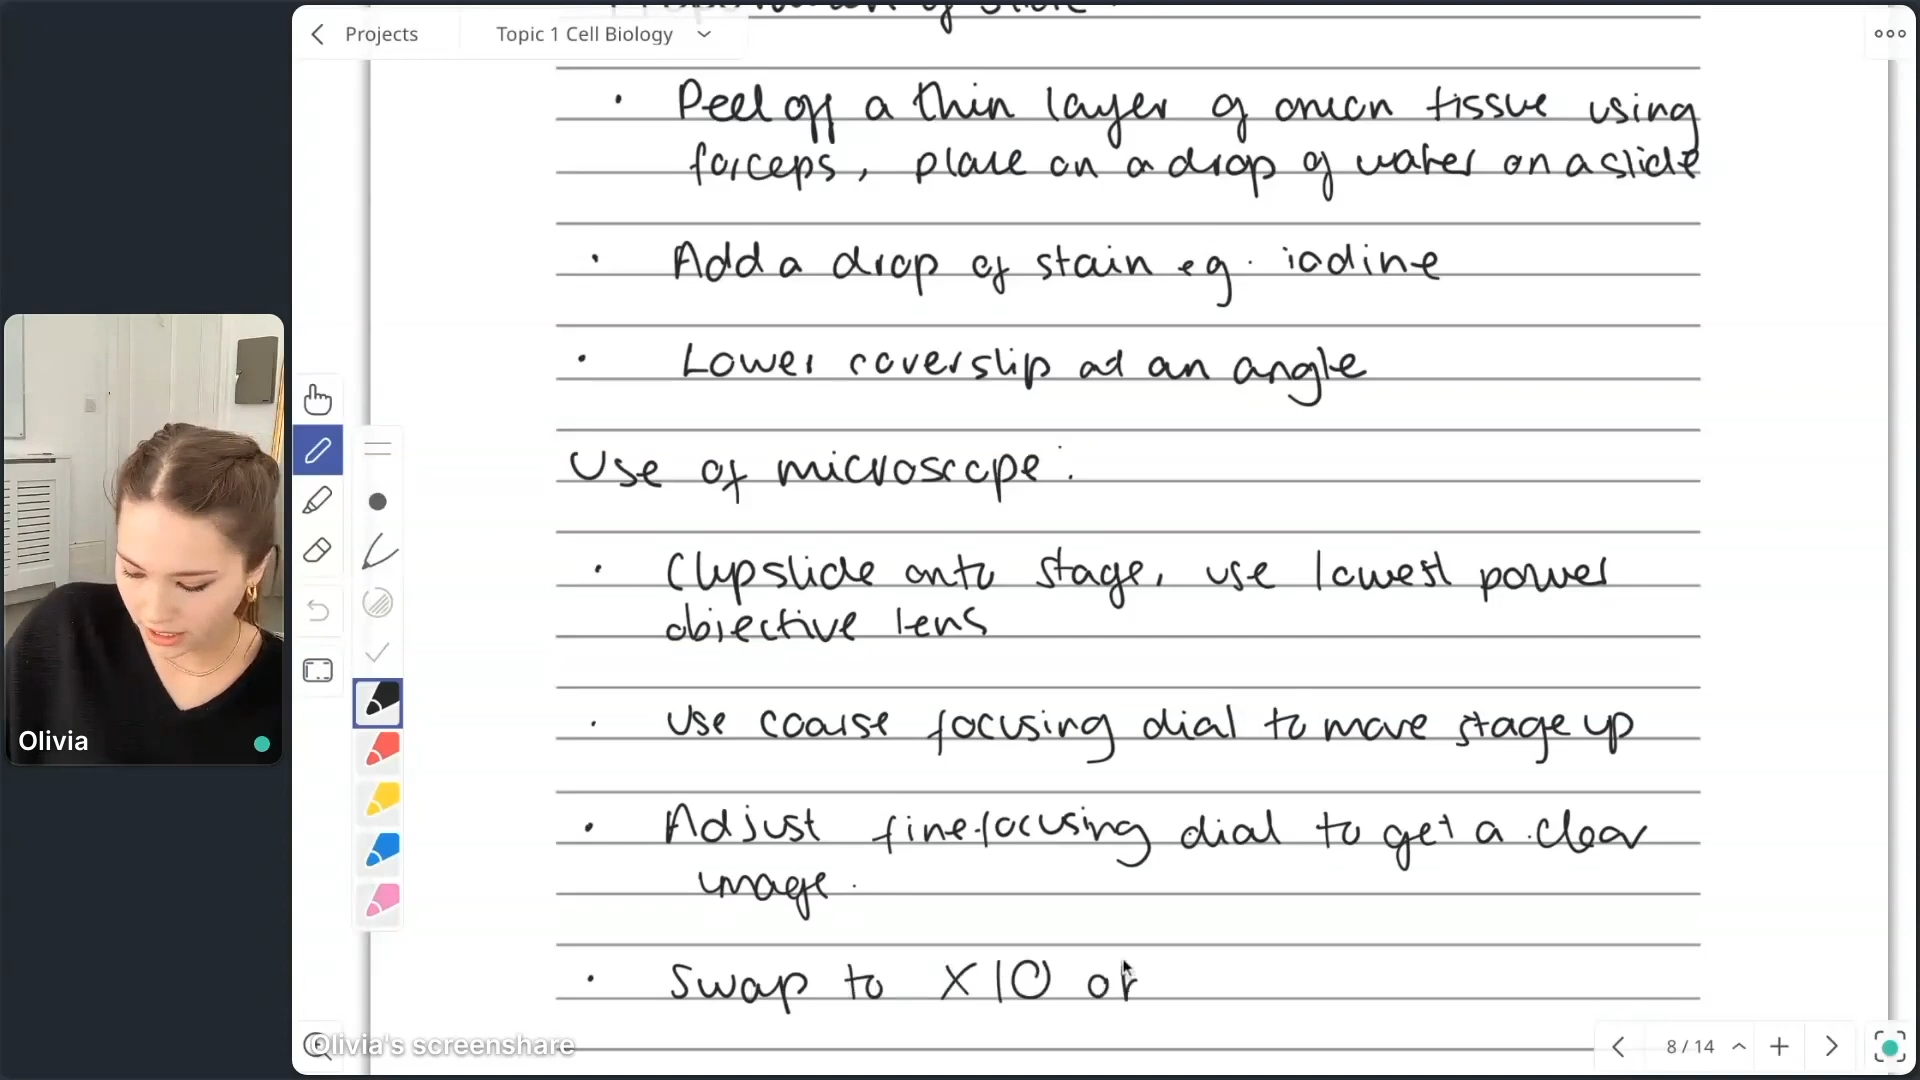 Projects
Topic 1 Cell Biology
of slide:
• Peel off a thin layer of onion tissue using
forceps, place on a drop of water on a slide
• Add a drop of stain eg. iodine
• Lower coverslip at an angle
Use of microscope:
• Clip slide onto stage, use lowest power
objective lens
• Use coarse focusing dial to move stage up
• Adjust fine focusing dial to get a clear
image.
• Swap to X10 or
Olivia
Olivia's screenshare
8 / 14